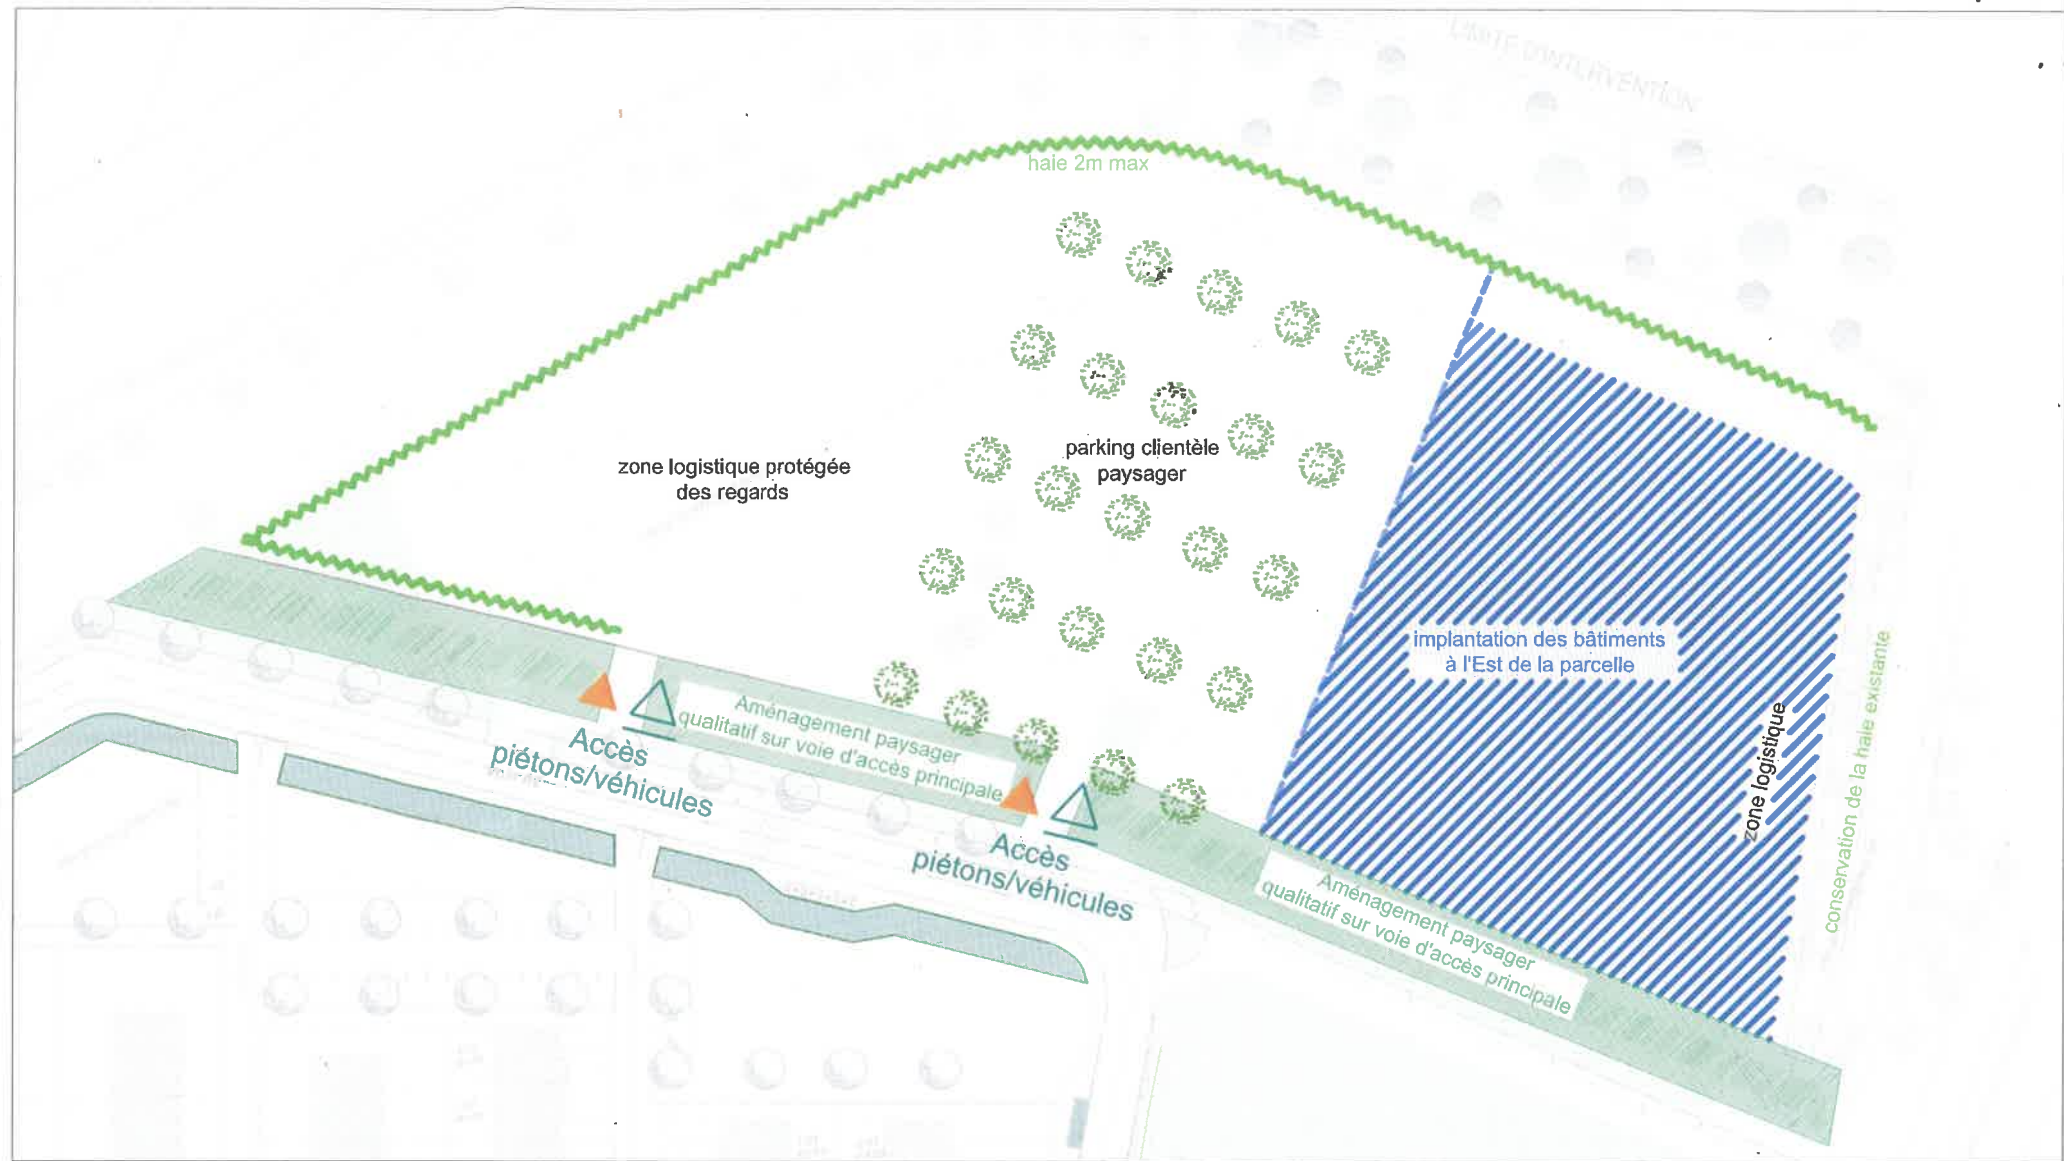 LIMITE D'INTERVENTION
haie 2m max
zone logistique protégée
des regards
parking clientèle
paysager
implantation des bâtiments
à l'Est de la parcelle
zone logistique
conservation de la haie existante
Aménagement paysager
qualitatif sur voie d'accès principale
Accès
piétons/véhicules
Accès
piétons/véhicules
Aménagement paysager
qualitatif sur voie d'accès principale